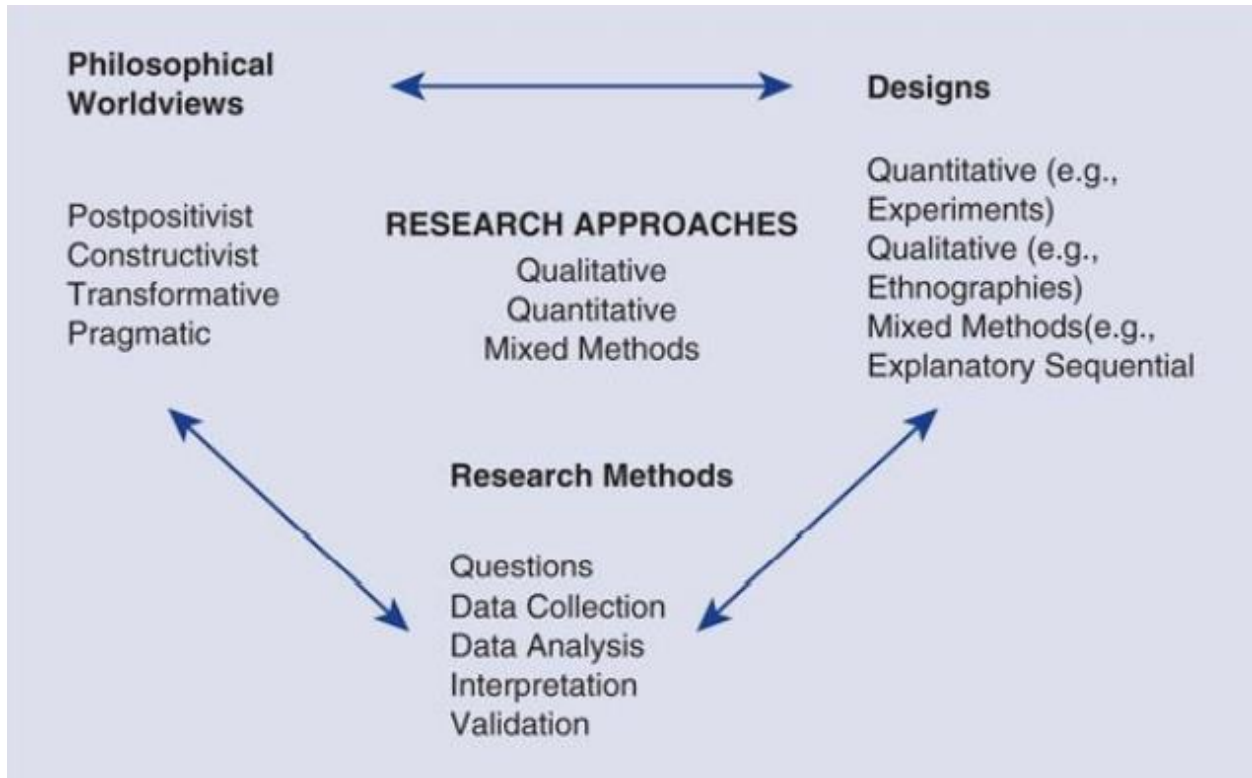 Philosophical
Worldviews
Postpositivist
Constructivist
Transformative
Pragmatic
RESEARCH APPROACHES
Qualitative
Quantitative
Mixed Methods
Designs
Quantitative (e.g.,
Experiments)
Qualitative (e.g.,
Ethnographies)
Mixed Methods(e.g.,
Explanatory Sequential
Research Methods
Questions
Data Collection
Data Analysis
Interpretation
Validation